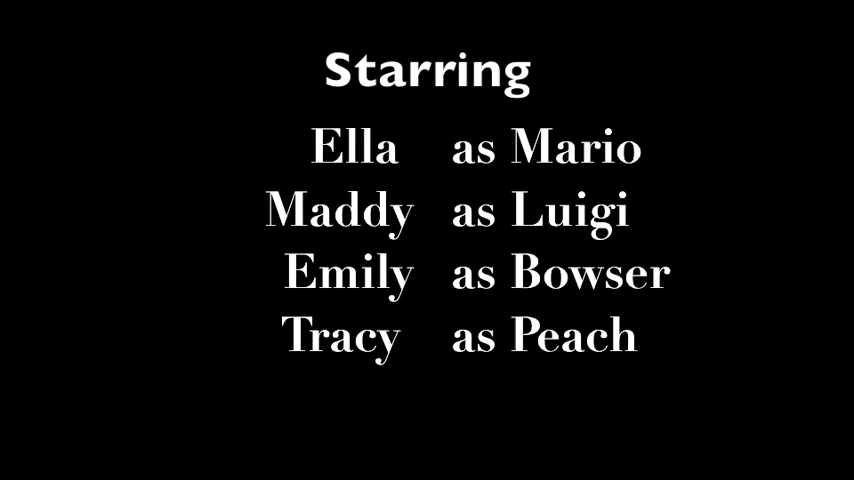 Starring
Ella as Mario
Maddy as Luigi
Emily as Bowser
Tracy as Peach